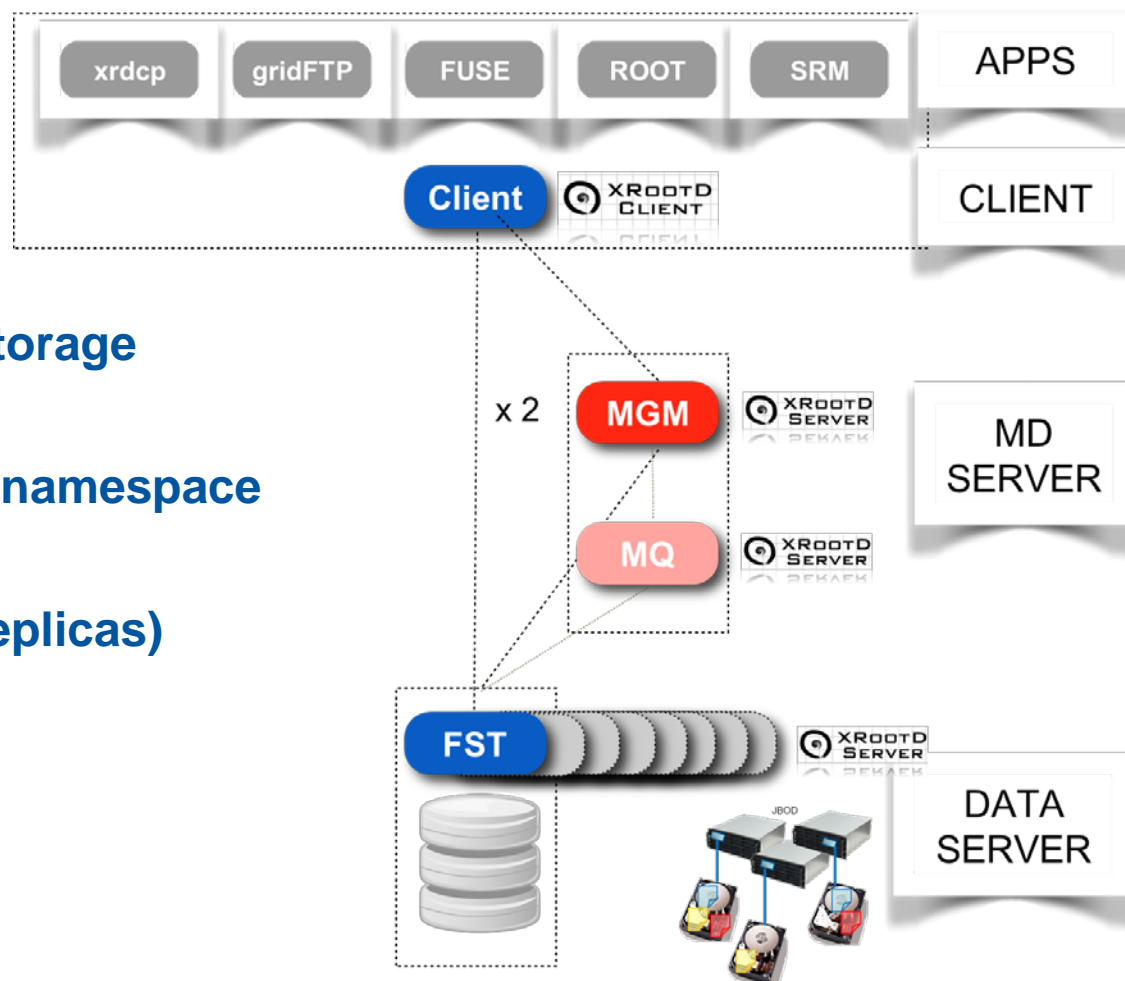 xrdcp gridFTP FUSE ROOT SRM APPS
Client XROOTD CLIENT CLIENT
torage
x 2 MGM XROOTD SERVER
MD SERVER
namespace
MQ XROOTD SERVER
eplicas)
FST XROOTD SERVER
JBOD
DATA SERVER